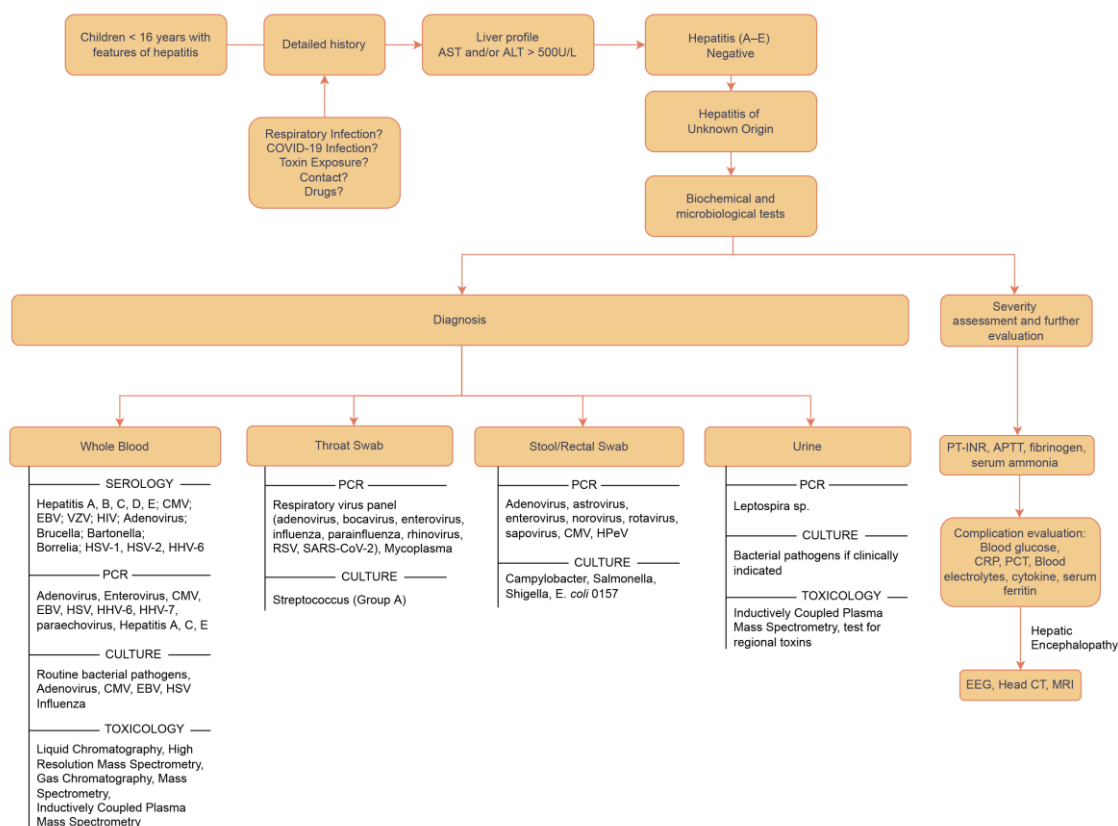 Children < 16 years with
features of hepatitis
Detailed history
Liver profile
AST and/or ALT > 500U/L
Hepatitis (A–E)
Negative
Respiratory Infection?
COVID-19 Infection?
Toxin Exposure?
Contact?
Drugs?
Hepatitis of
Unknown Origin
Biochemical and
microbiological tests
Diagnosis
Severity
assessment and further
evaluation
Whole Blood
SEROLOGY
Hepatitis A, B, C, D, E; CMV;
EBV; VZV; HIV; Adenovirus;
Brucella; Bartonella;
Borrelia; HSV-1, HSV-2, HHV-6
PCR
Adenovirus, Enterovirus, CMV,
EBV, HSV, HHV-6, HHV-7,
paraechovirus, Hepatitis A, C, E
CULTURE
Routine bacterial pathogens,
Adenovirus, CMV, EBV, HSV
Influenza
TOXICOLOGY
Liquid Chromatography, High
Resolution Mass Spectrometry,
Gas Chromatography, Mass
Spectrometry,
Inductively Coupled Plasma
Mass Spectrometry
Throat Swab
PCR
Respiratory virus panel
(adenovirus, bocavirus, enterovirus,
influenza, parainfluenza, rhinovirus,
RSV, SARS-CoV-2), Mycoplasma
CULTURE
Streptococcus (Group A)
Stool/Rectal Swab
PCR
Adenovirus, astrovirus,
enterovirus, norovirus, rotavirus,
sapovirus, CMV, HPeV
CULTURE
Campylobacter, Salmonella,
Shigella, E. coli 0157
Urine
PCR
Leptospira sp.
CULTURE
Bacterial pathogens if clinically
indicated
TOXICOLOGY
Inductively Coupled Plasma
Mass Spectrometry, test for
regional toxins
PT-INR, APTT, fibrinogen,
serum ammonia
Complication evaluation:
Blood glucose,
CRP, PCT, Blood
electrolytes, cytokine, serum
ferritin
Hepatic
Encephalopathy
EEG, Head CT, MRI